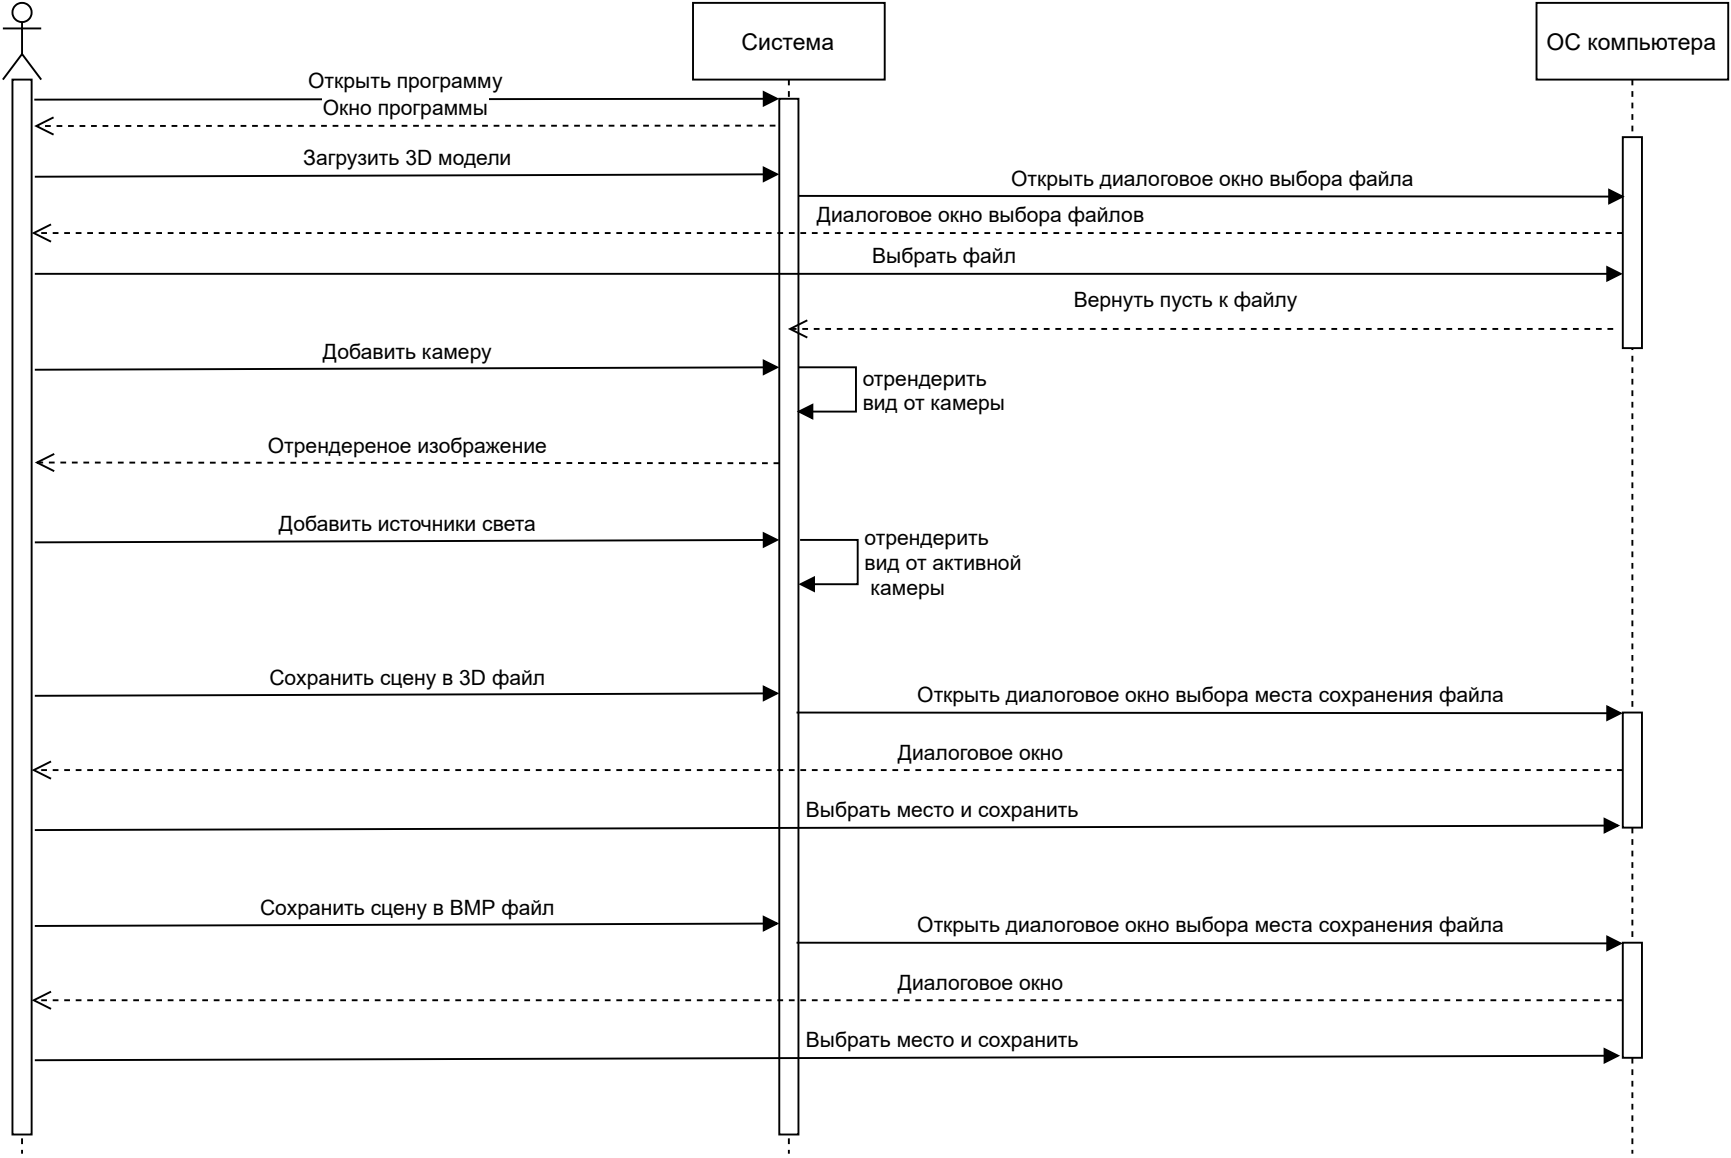 Система
ОС компьютера
Открыть программу
Окно программы
Загрузить 3D модели
Открыть диалоговое окно выбора файла
Диалоговое окно выбора файлов
Выбрать файл
Вернуть пусть к файлу
Добавить камеру
отрендерить
вид от камеры
Отрендереное изображение
Добавить источники света
отрендерить
вид от активной
камеры
Сохранить сцену в 3D файл
Открыть диалоговое окно выбора места сохранения файла
Диалоговое окно
Выбрать место и сохранить
Сохранить сцену в BMP файл
Открыть диалоговое окно выбора места сохранения файла
Диалоговое окно
Выбрать место и сохранить